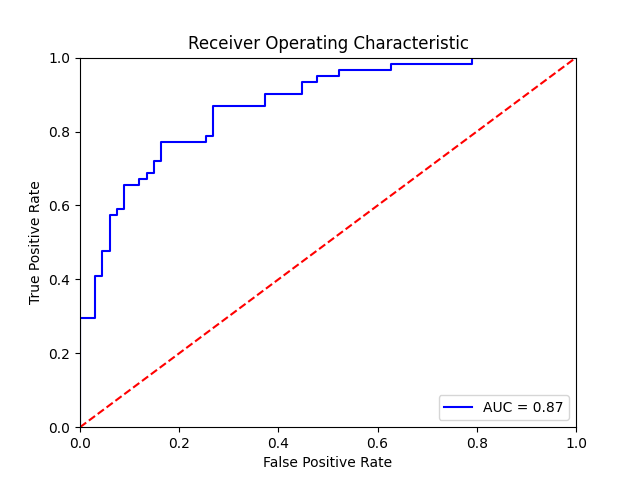 Receiver Operating Characteristic
1.0
0.8
0.6
0.4
0.2
0.0
True Positive Rate
AUC = 0.87
0.0 0.2 0.4 0.6 0.8 1.0
False Positive Rate